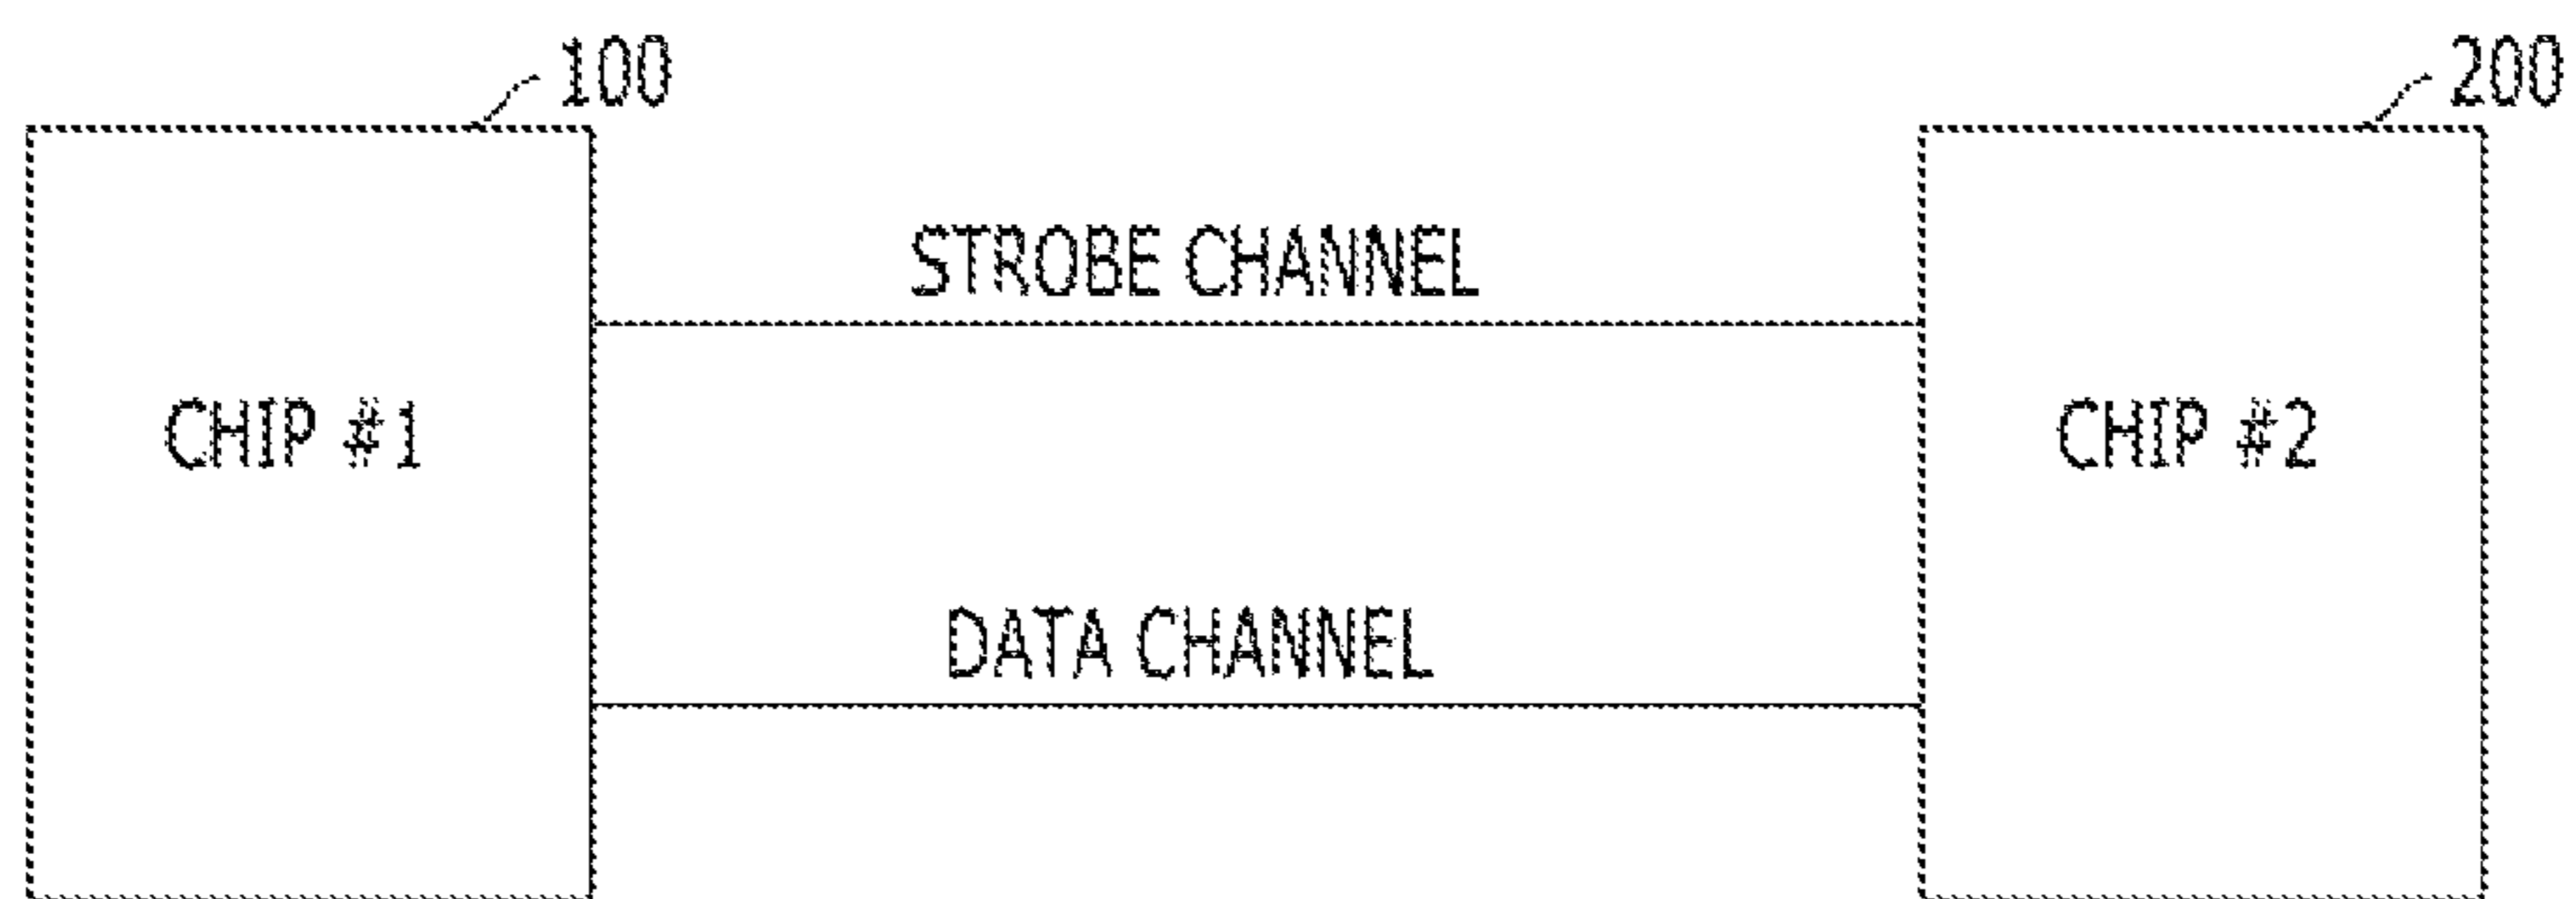 100
200
STROBE CHANNEL
CHIP #1
CHIP #2
DATA CHANNEL